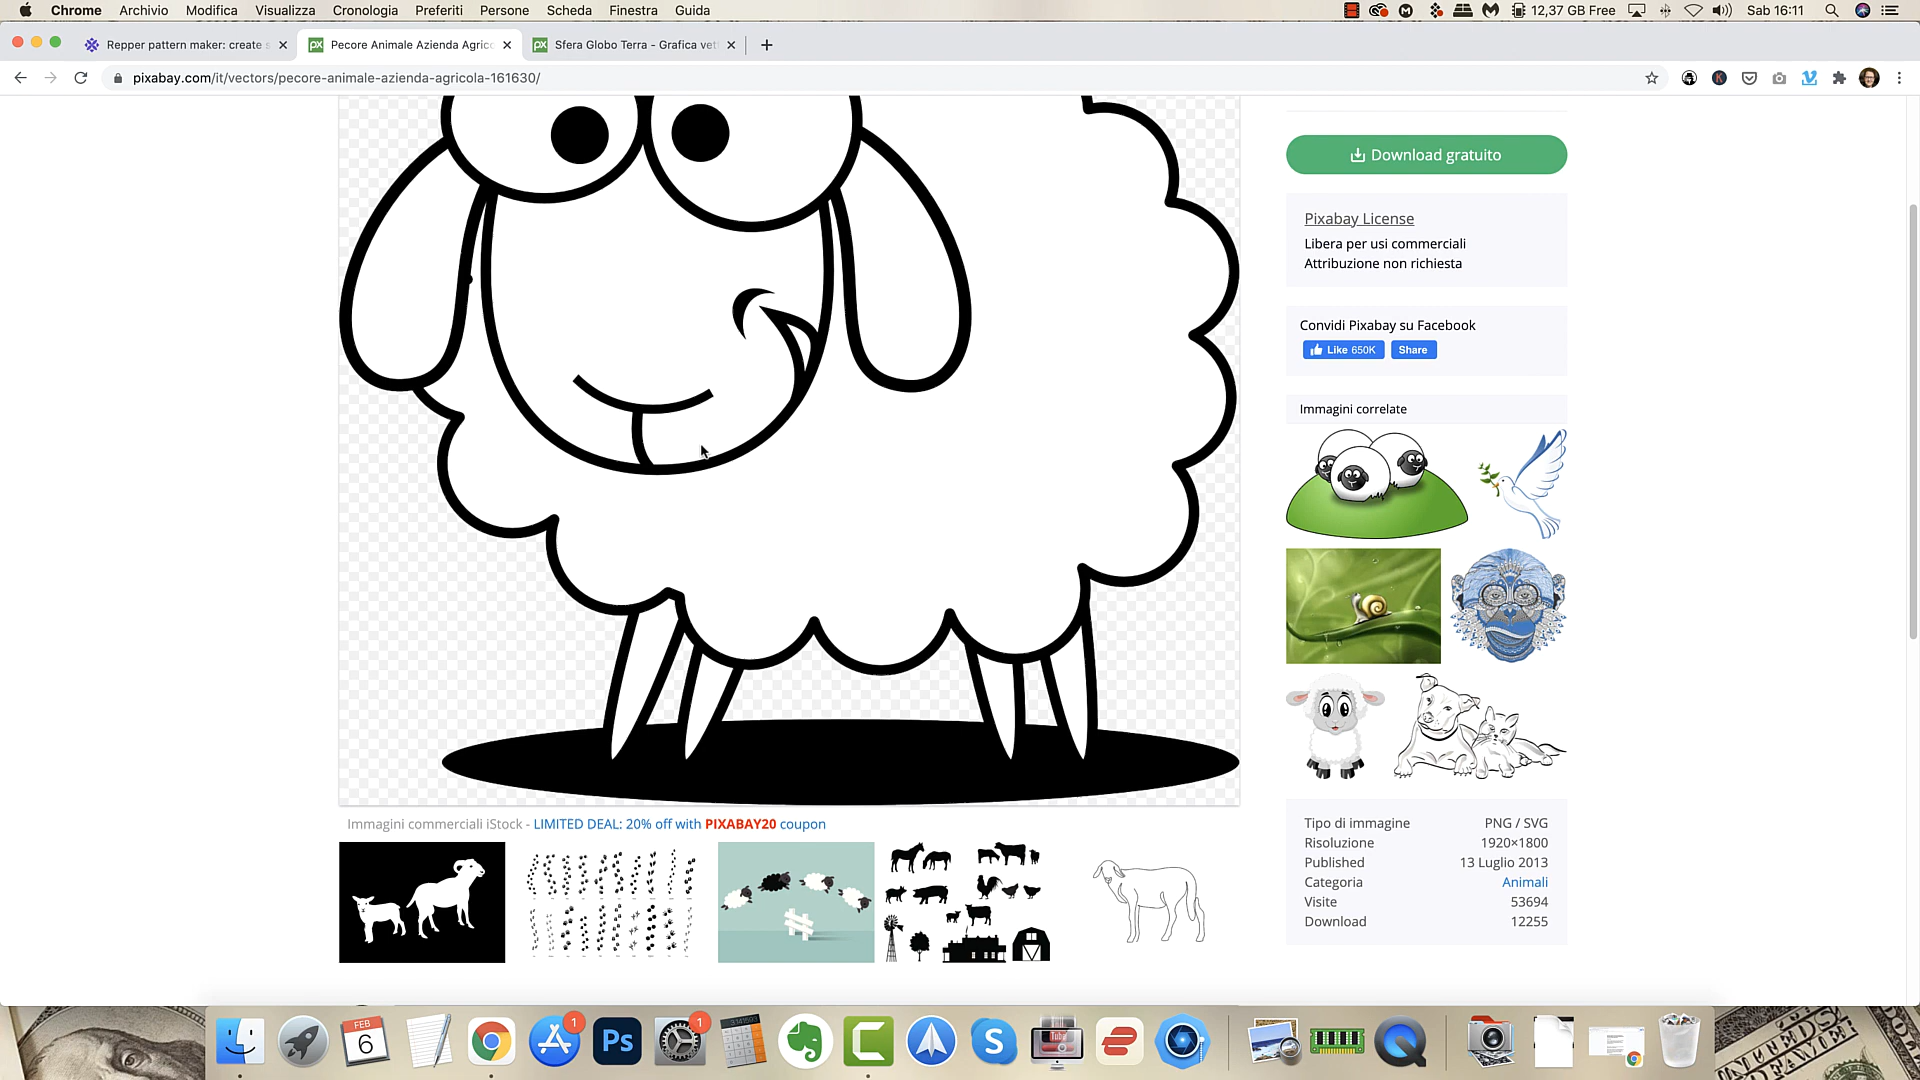 Chrome Archivio Modifica Visualizza Cronologia Preferiti Persone Scheda Finestra Guida
12,37 GB Free Sab 16:11
Repper pattern maker: create s
Pecore Animale Azienda Agric
Sfera Globo Terra - Grafica vet
pixabay.com/it/vectors/pecore-animale-azienda-agricola-161630/
Download gratuito
Pixabay License
Libera per usi commerciali
Attribuzione non richiesta
Convidi Pixabay su Facebook
Like 650K Share
Immagini correlate
Tipo di immagine PNG / SVG
Risoluzione 1920×1800
Published 13 Luglio 2013
Categoria Animali
Visite 53694
Download 12255
Immagini commerciali iStock - LIMITED DEAL: 20% off with PIXABAY20 coupon
FEB
6
1
Ps
1
S